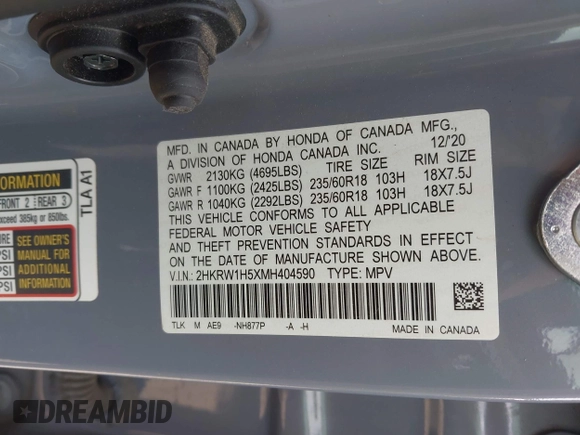 MFD. IN CANADA BY HONDA OF CANADA MFG.,
A DIVISION OF HONDA CANADA INC. 12/'20
GVWR 2130KG (4695LBS) TIRE SIZE RIM SIZE
GAWR F 1100KG (2425LBS) 235/60R18 103H 18X7.5J
GAWR R 1040KG (2292LBS) 235/60R18 103H 18X7.5J
THIS VEHICLE CONFORMS TO ALL APPLICABLE
FEDERAL MOTOR VEHICLE SAFETY
AND THEFT PREVENTION STANDARDS IN EFFECT
ON THE DATE OF MANUFACTURE SHOWN ABOVE.
V.I.N.: 2HKRW1H5XMH404590 TYPE: MPV
TLK M AE9 -NH877P -A -H MADE IN CANADA
FRONT 2 REAR 3
exceed 385kg or 850lbs.
SEE OWNER'S
MANUAL FOR
ADDITIONAL
INFORMATION
PSI
PSI
PSI
TLA A1
DREAMBID